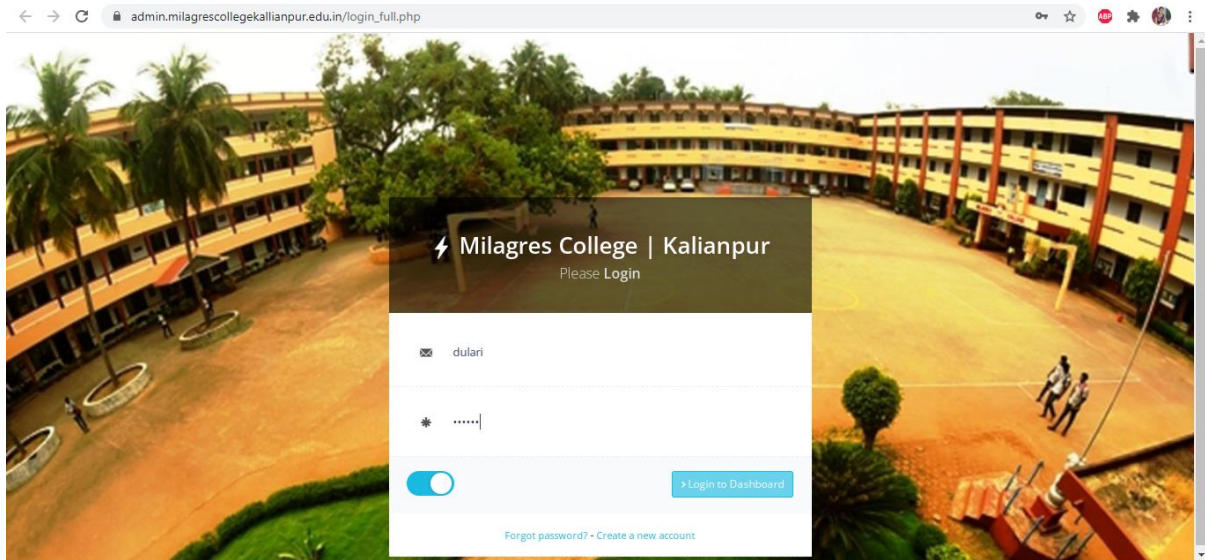 admin.milagrescollegekallianpur.edu.in/login_full.php
ABP
Milagres College | Kalianpur
Please Login
dulari
••••••
Login to Dashboard
Forgot password? - Create a new account